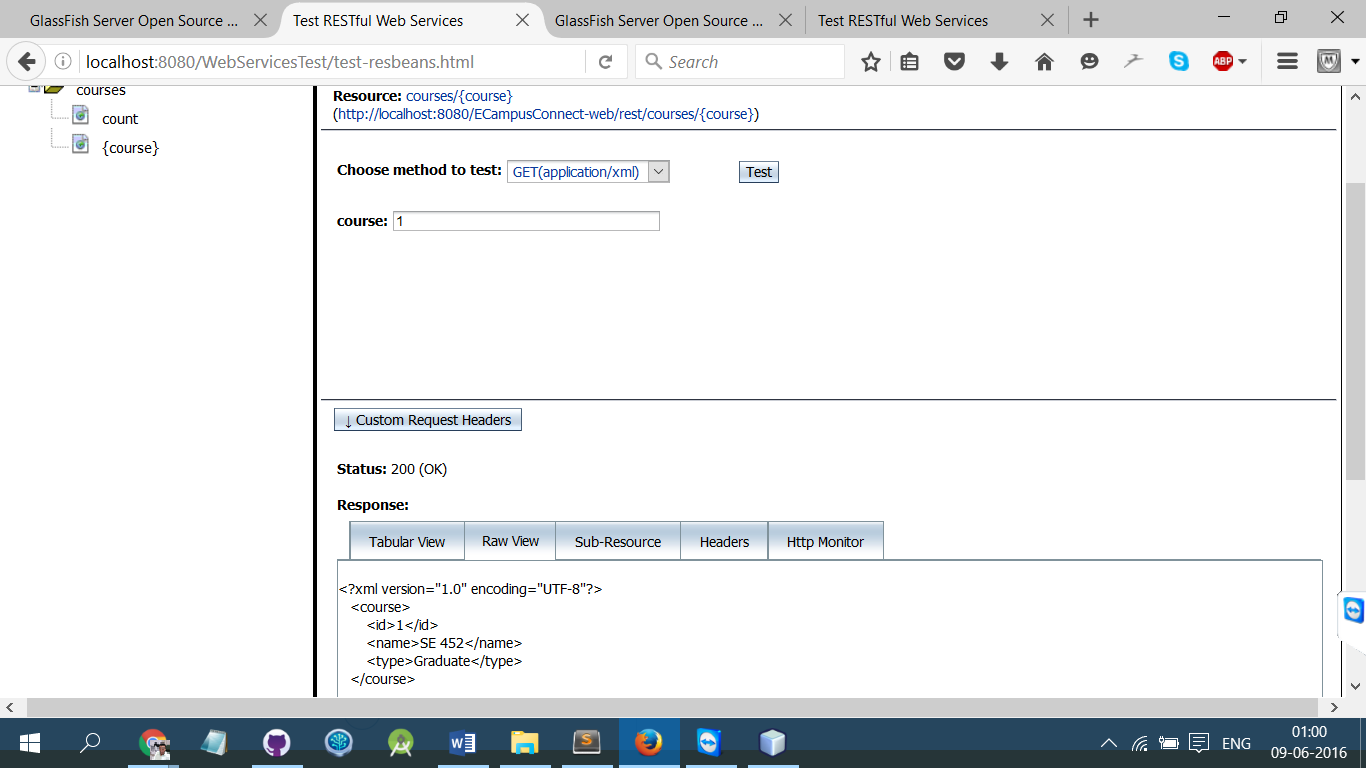 GlassFish Server Open Source ...
Test RESTful Web Services
GlassFish Server Open Source ...
Test RESTful Web Services
localhost:8080/WebServicesTest/test-resbeans.html
Search
ABP
courses
count
{course}
Resource: courses/{course}
(http://localhost:8080/ECampusConnect-web/rest/courses/{course})
Choose method to test: GET(application/xml) Test
course: 1
↓ Custom Request Headers
Status: 200 (OK)
Response:
Tabular View Raw View Sub-Resource Headers Http Monitor
<?xml version="1.0" encoding="UTF-8"?>
<course>
<id>1</id>
<name>SE 452</name>
<type>Graduate</type>
</course>
ENG
01:00
09-06-2016